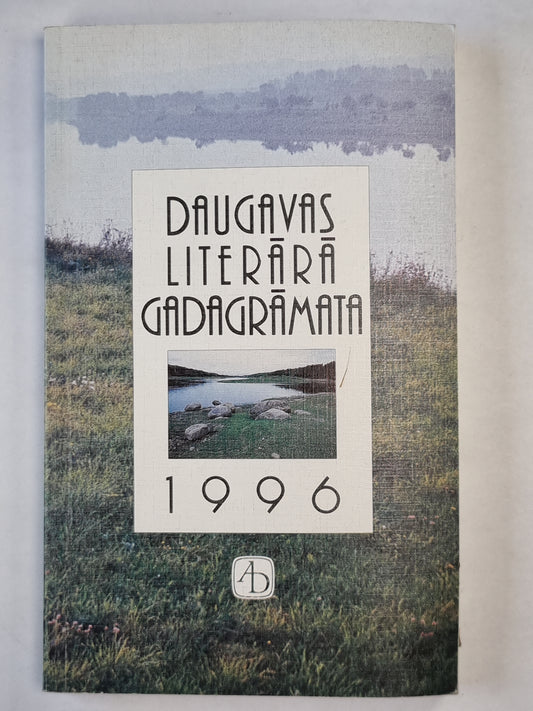 DAUGAVAS
LITERĀRĀ
GADAGRĀMATA
1996
AD